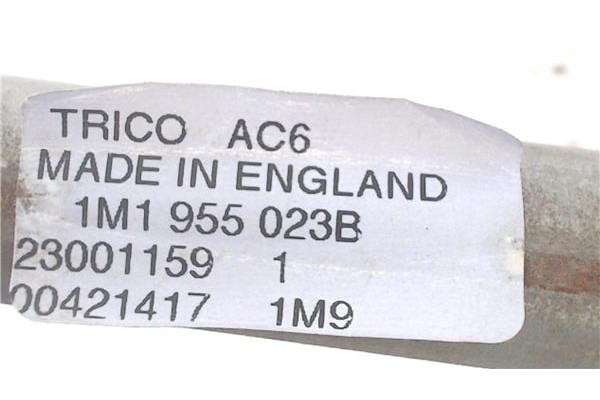 TRICO AC6
MADE IN ENGLAND
1M1 955 023B
23001159 1
00421417 1M9